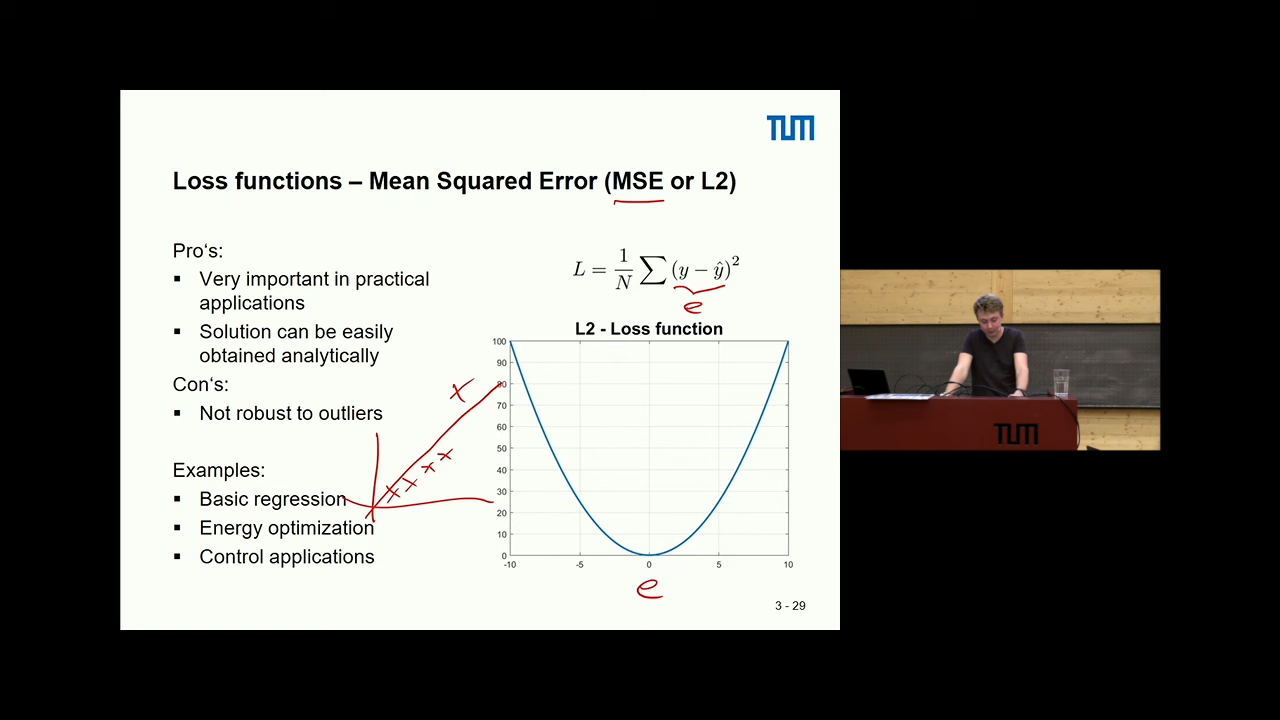 TUM
Loss functions – Mean Squared Error (MSE or L2)
Pro's:
▪ Very important in practical
applications
▪ Solution can be easily
obtained analytically
Con's:
▪ Not robust to outliers
Examples:
▪ Basic regression
▪ Energy optimization
▪ Control applications
L = 1/N ∑ (y − ŷ)²
e
L2 - Loss function
100
90
80
70
60
50
40
30
20
10
0
-10 -5 0 5 10
e
3 - 29
TUM